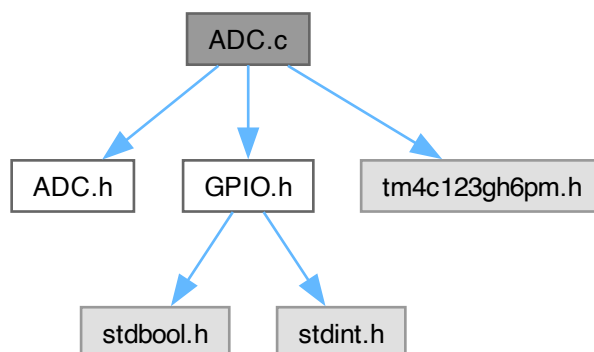 ADC.c
ADC.h
GPIO.h
tm4c123gh6pm.h
stdbool.h
stdint.h